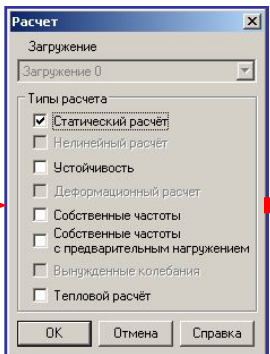 Расчет
Загружение
Загружение 0
Типы расчета
Статический расчёт
Нелинейный расчёт
Устойчивость
Деформационный расчет
Собственные частоты
Собственные частоты
с предварительным нагружением
Вынужденные колебания
Тепловой расчёт
OK Отмена Справка